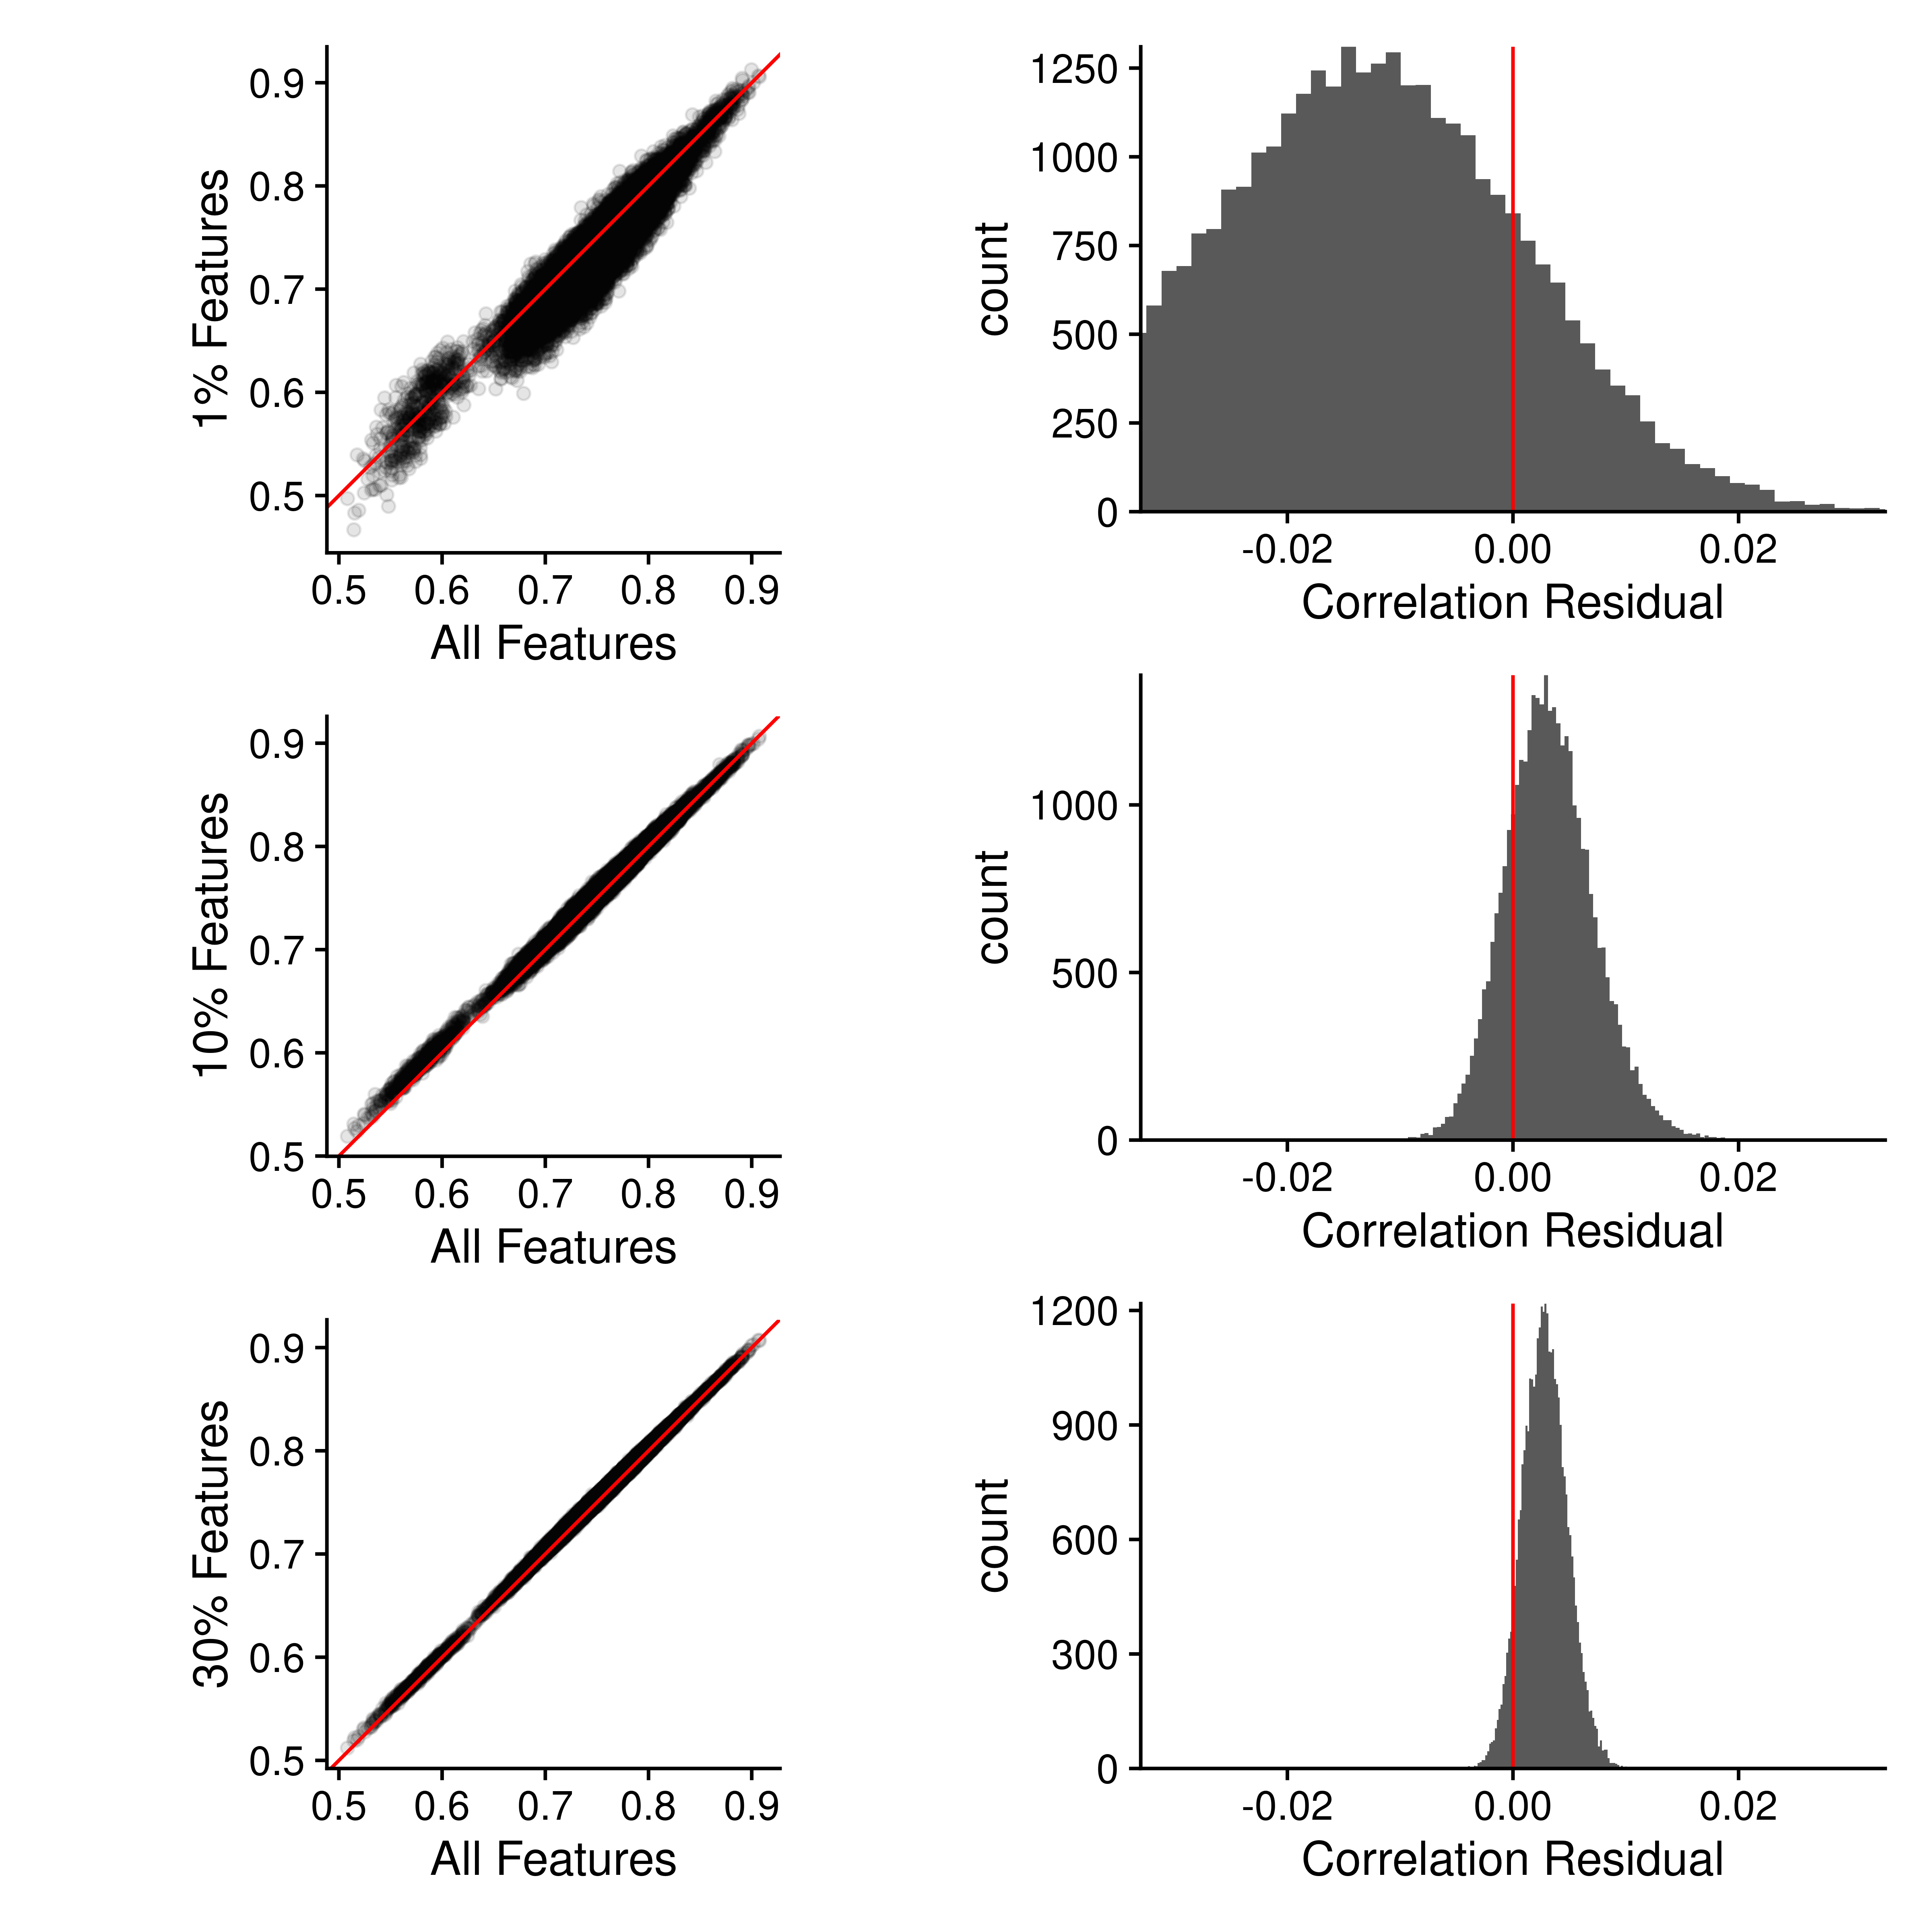 1% Features
0.9
0.8
0.7
0.6
0.5
0.5 0.6 0.7 0.8 0.9
All Features
count
1250
1000
750
500
250
0
-0.02 0.00 0.02
Correlation Residual
10% Features
0.9
0.8
0.7
0.6
0.5
0.5 0.6 0.7 0.8 0.9
All Features
count
1000
500
0
-0.02 0.00 0.02
Correlation Residual
30% Features
0.9
0.8
0.7
0.6
0.5
0.5 0.6 0.7 0.8 0.9
All Features
count
1200
900
600
300
0
-0.02 0.00 0.02
Correlation Residual